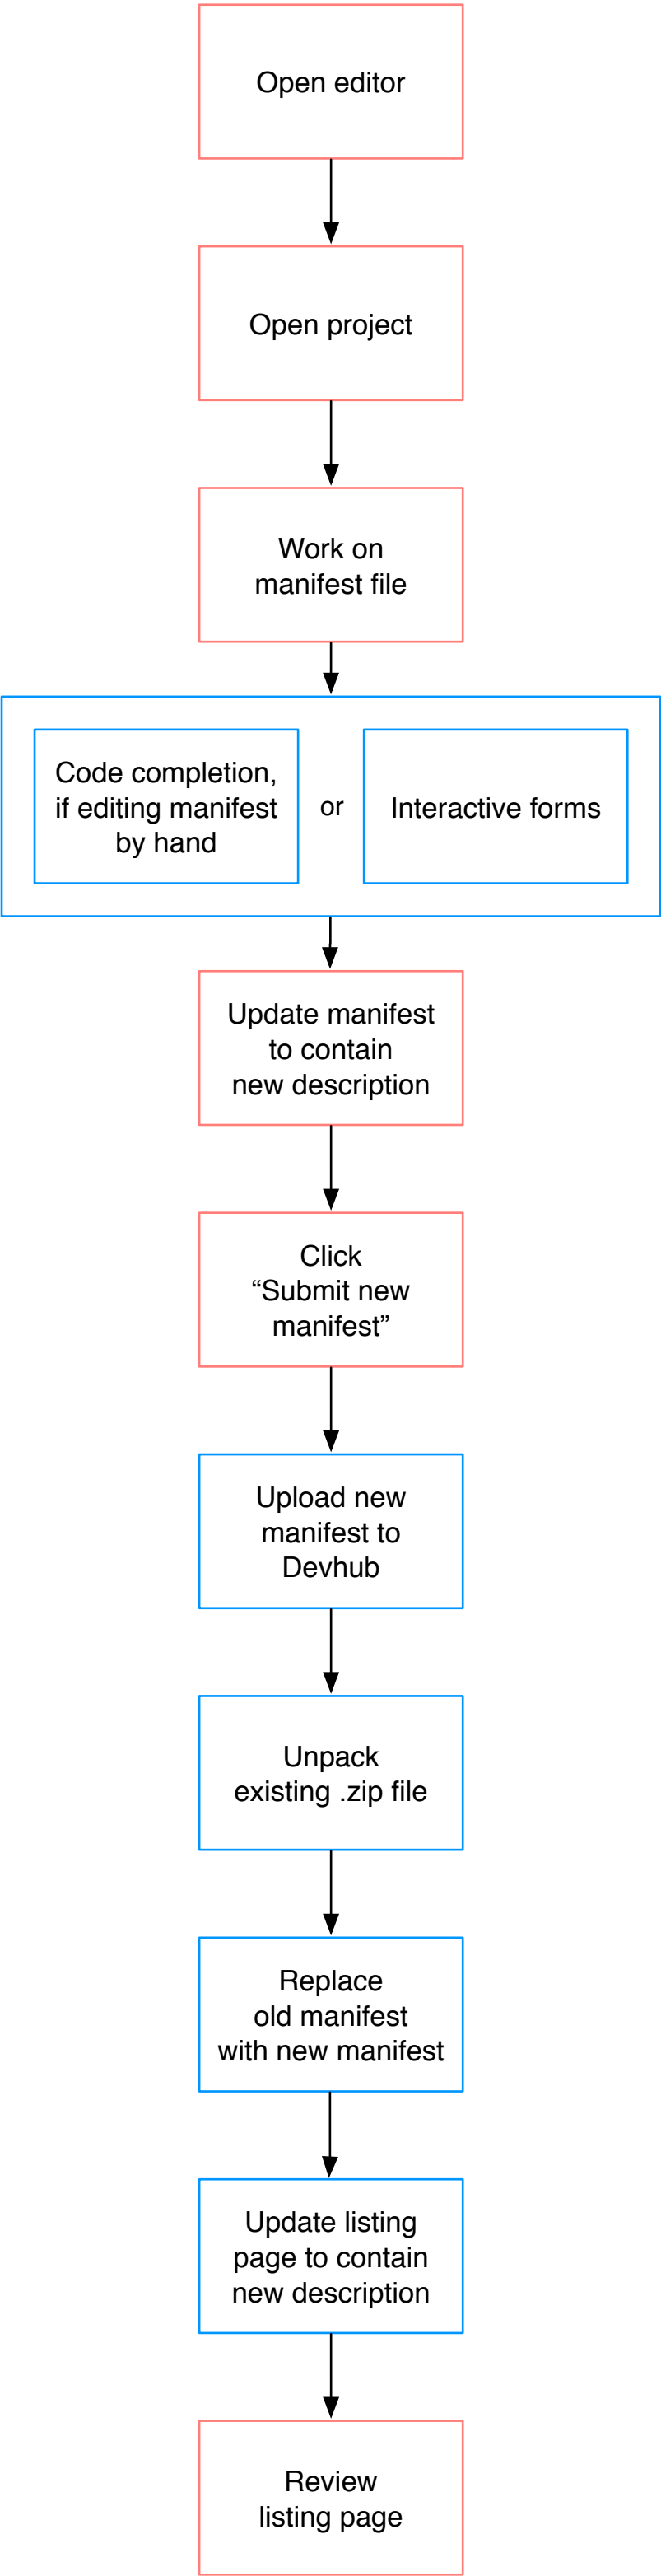 Open editor
Open project
Work on
manifest file
Code completion,
if editing manifest
by hand
or
Interactive forms
Update manifest
to contain
new description
Click
“Submit new
manifest”
Upload new
manifest to
Devhub
Unpack
existing .zip file
Replace
old manifest
with new manifest
Update listing
page to contain
new description
Review
listing page